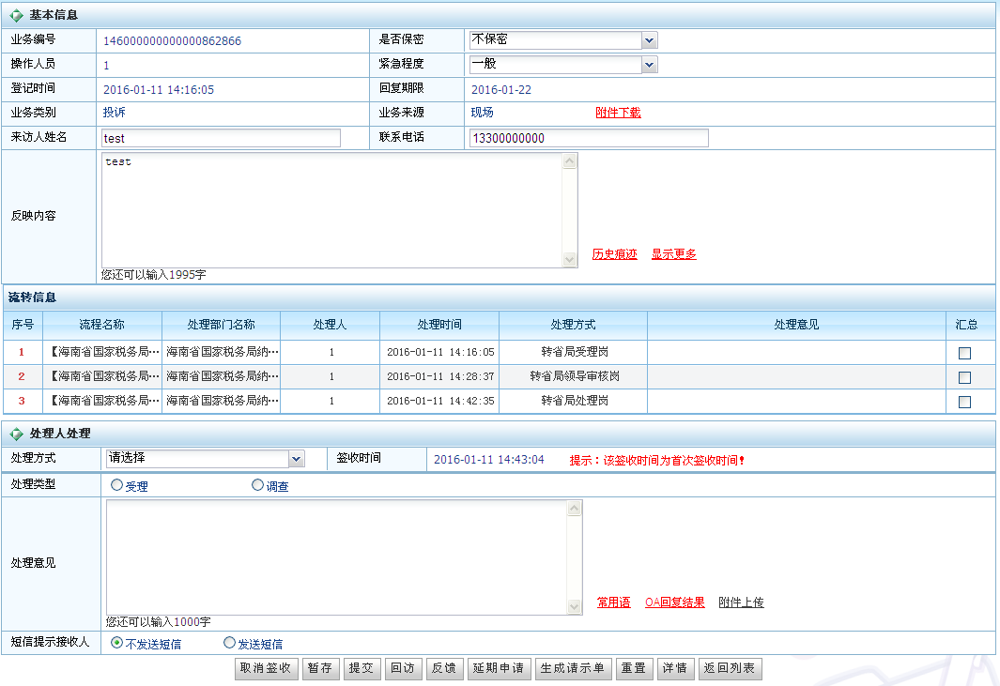 基本信息
业务编号 146000000000000862866 是否保密 不保密
操作人员 1 紧急程度 一般
登记时间 2016-01-11 14:16:05 回复期限 2016-01-22
业务类别 投诉 业务来源 现场 附件下载
来访人姓名 test 联系电话 13300000000
test
反映内容
历史痕迹 显示更多
您还可以输入1995字
流转信息
序号 流程名称 处理部门名称 处理人 处理时间 处理方式 处理意见 汇总
1 【海南省国家税务局… 海南省国家税务局纳… 1 2016-01-11 14:16:05 转省局受理岗
2 【海南省国家税务局… 海南省国家税务局纳… 1 2016-01-11 14:28:37 转省局领导审核岗
3 【海南省国家税务局… 海南省国家税务局纳… 1 2016-01-11 14:42:35 转省局处理岗
处理人处理
处理方式 请选择 签收时间 2016-01-11 14:43:04 提示：该签收时间为首次签收时间!
处理类型 受理 调查
处理意见
常用语 OA回复结果 附件上传
您还可以输入1000字
短信提示接收人 不发送短信 发送短信
取消签收 暂存 提交 回访 反馈 延期申请 生成请示单 重置 详情 返回列表